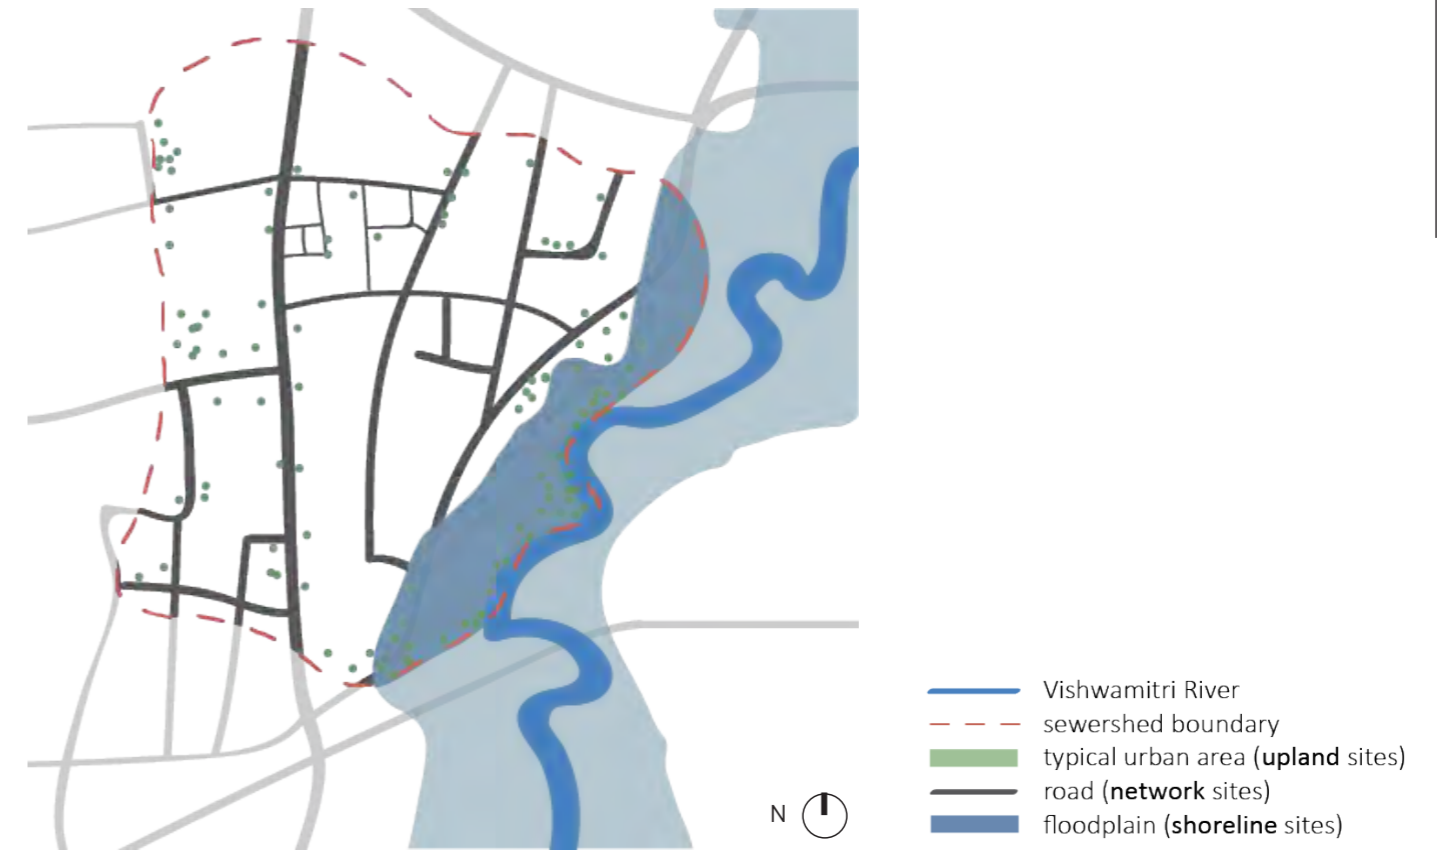 Vishwamitri River
sewershed boundary
typical urban area (upland sites)
road (network sites)
N
floodplain (shoreline sites)